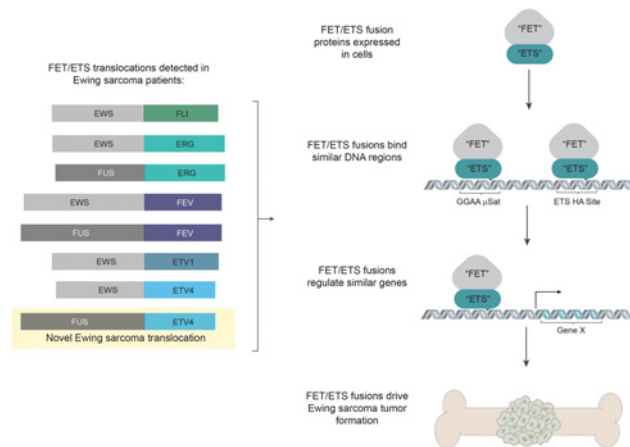 FET/ETS translocations detected in
Ewing sarcoma patients:
EWS FLI
EWS ERG
FUS ERG
EWS FEV
FUS FEV
EWS ETV1
EWS ETV4
FUS ETV4
Novel Ewing sarcoma translocation
FET/ETS fusion
proteins expressed
in cells
"FET"
"ETS"
FET/ETS fusions bind
similar DNA regions
"FET" "FET"
"ETS" "ETS"
GGAA µSat ETS HA Site
FET/ETS fusions
regulate similar genes
"FET"
"ETS"
Gene X
FET/ETS fusions drive
Ewing sarcoma tumor
formation